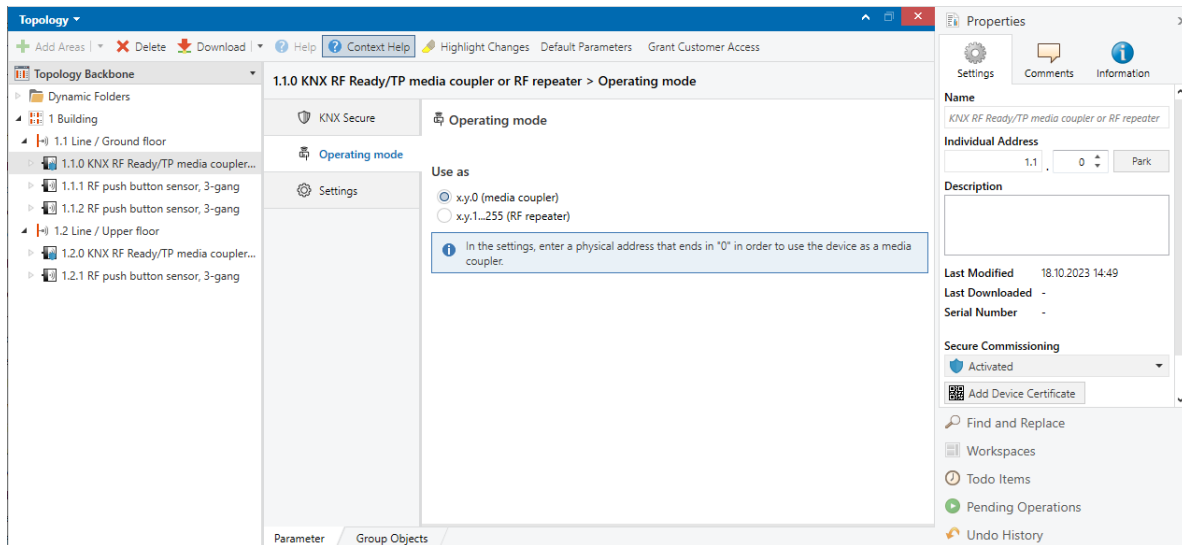 Topology
Add Areas Delete Download Help Context Help Highlight Changes Default Parameters Grant Customer Access
Topology Backbone
Dynamic Folders
1 Building
1.1 Line / Ground floor
1.1.0 KNX RF Ready/TP media coupler...
1.1.1 RF push button sensor, 3-gang
1.1.2 RF push button sensor, 3-gang
1.2 Line / Upper floor
1.2.0 KNX RF Ready/TP media coupler...
1.2.1 RF push button sensor, 3-gang
1.1.0 KNX RF Ready/TP media coupler or RF repeater > Operating mode
KNX Secure
Operating mode
Settings
Operating mode
Use as
x.y.0 (media coupler)
x.y.1...255 (RF repeater)
In the settings, enter a physical address that ends in "0" in order to use the device as a media
coupler.
Parameter Group Objects
Properties
Settings Comments Information
Name
KNX RF Ready/TP media coupler or RF repeater
Individual Address
1.1 . 0 Park
Description
Last Modified 18.10.2023 14:49
Last Downloaded -
Serial Number -
Secure Commissioning
Activated
Add Device Certificate
Find and Replace
Workspaces
Todo Items
Pending Operations
Undo History